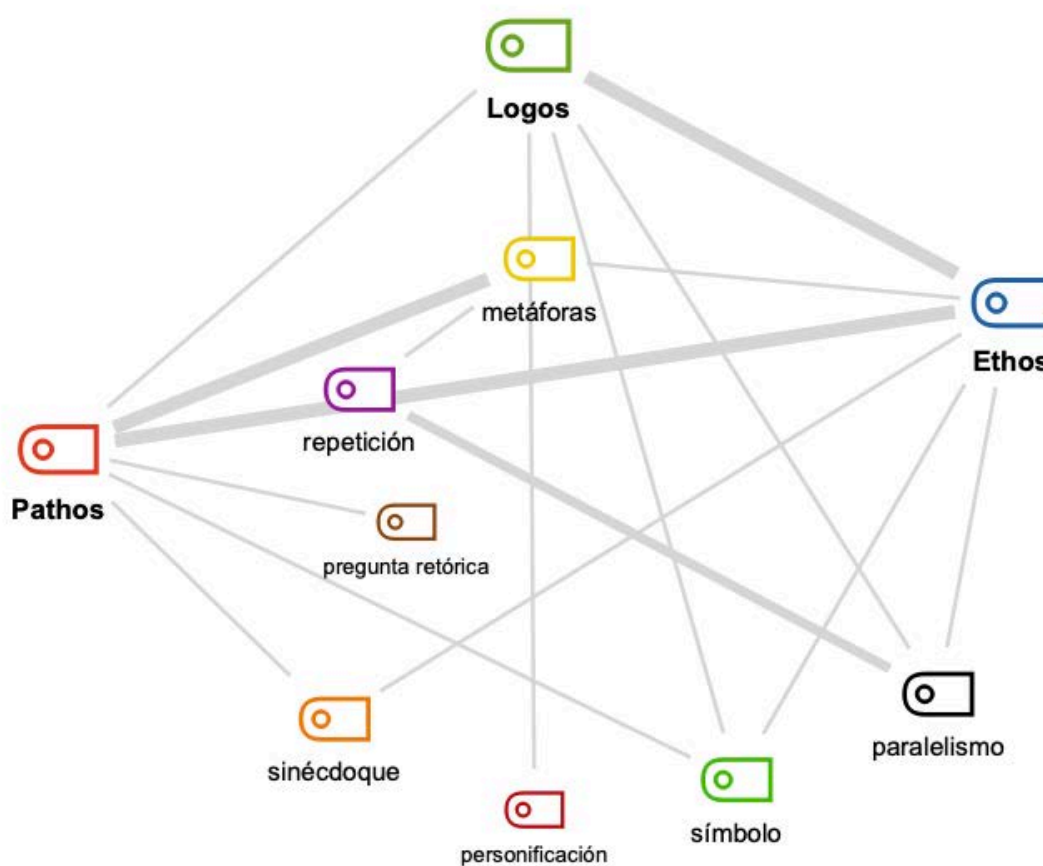 Logos
metáforas
Ethos
repetición
Pathos
pregunta retórica
sinécdoque
paralelismo
símbolo
personificación